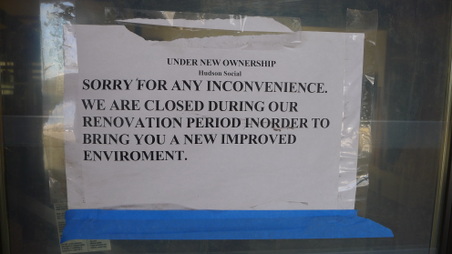 UNDER NEW OWNERSHIP
Hudson Social
SORRY FOR ANY INCONVENIENCE.
WE ARE CLOSED DURING OUR
RENOVATION PERIOD INORDER TO
BRING YOU A NEW IMPROVED
ENVIROMENT.